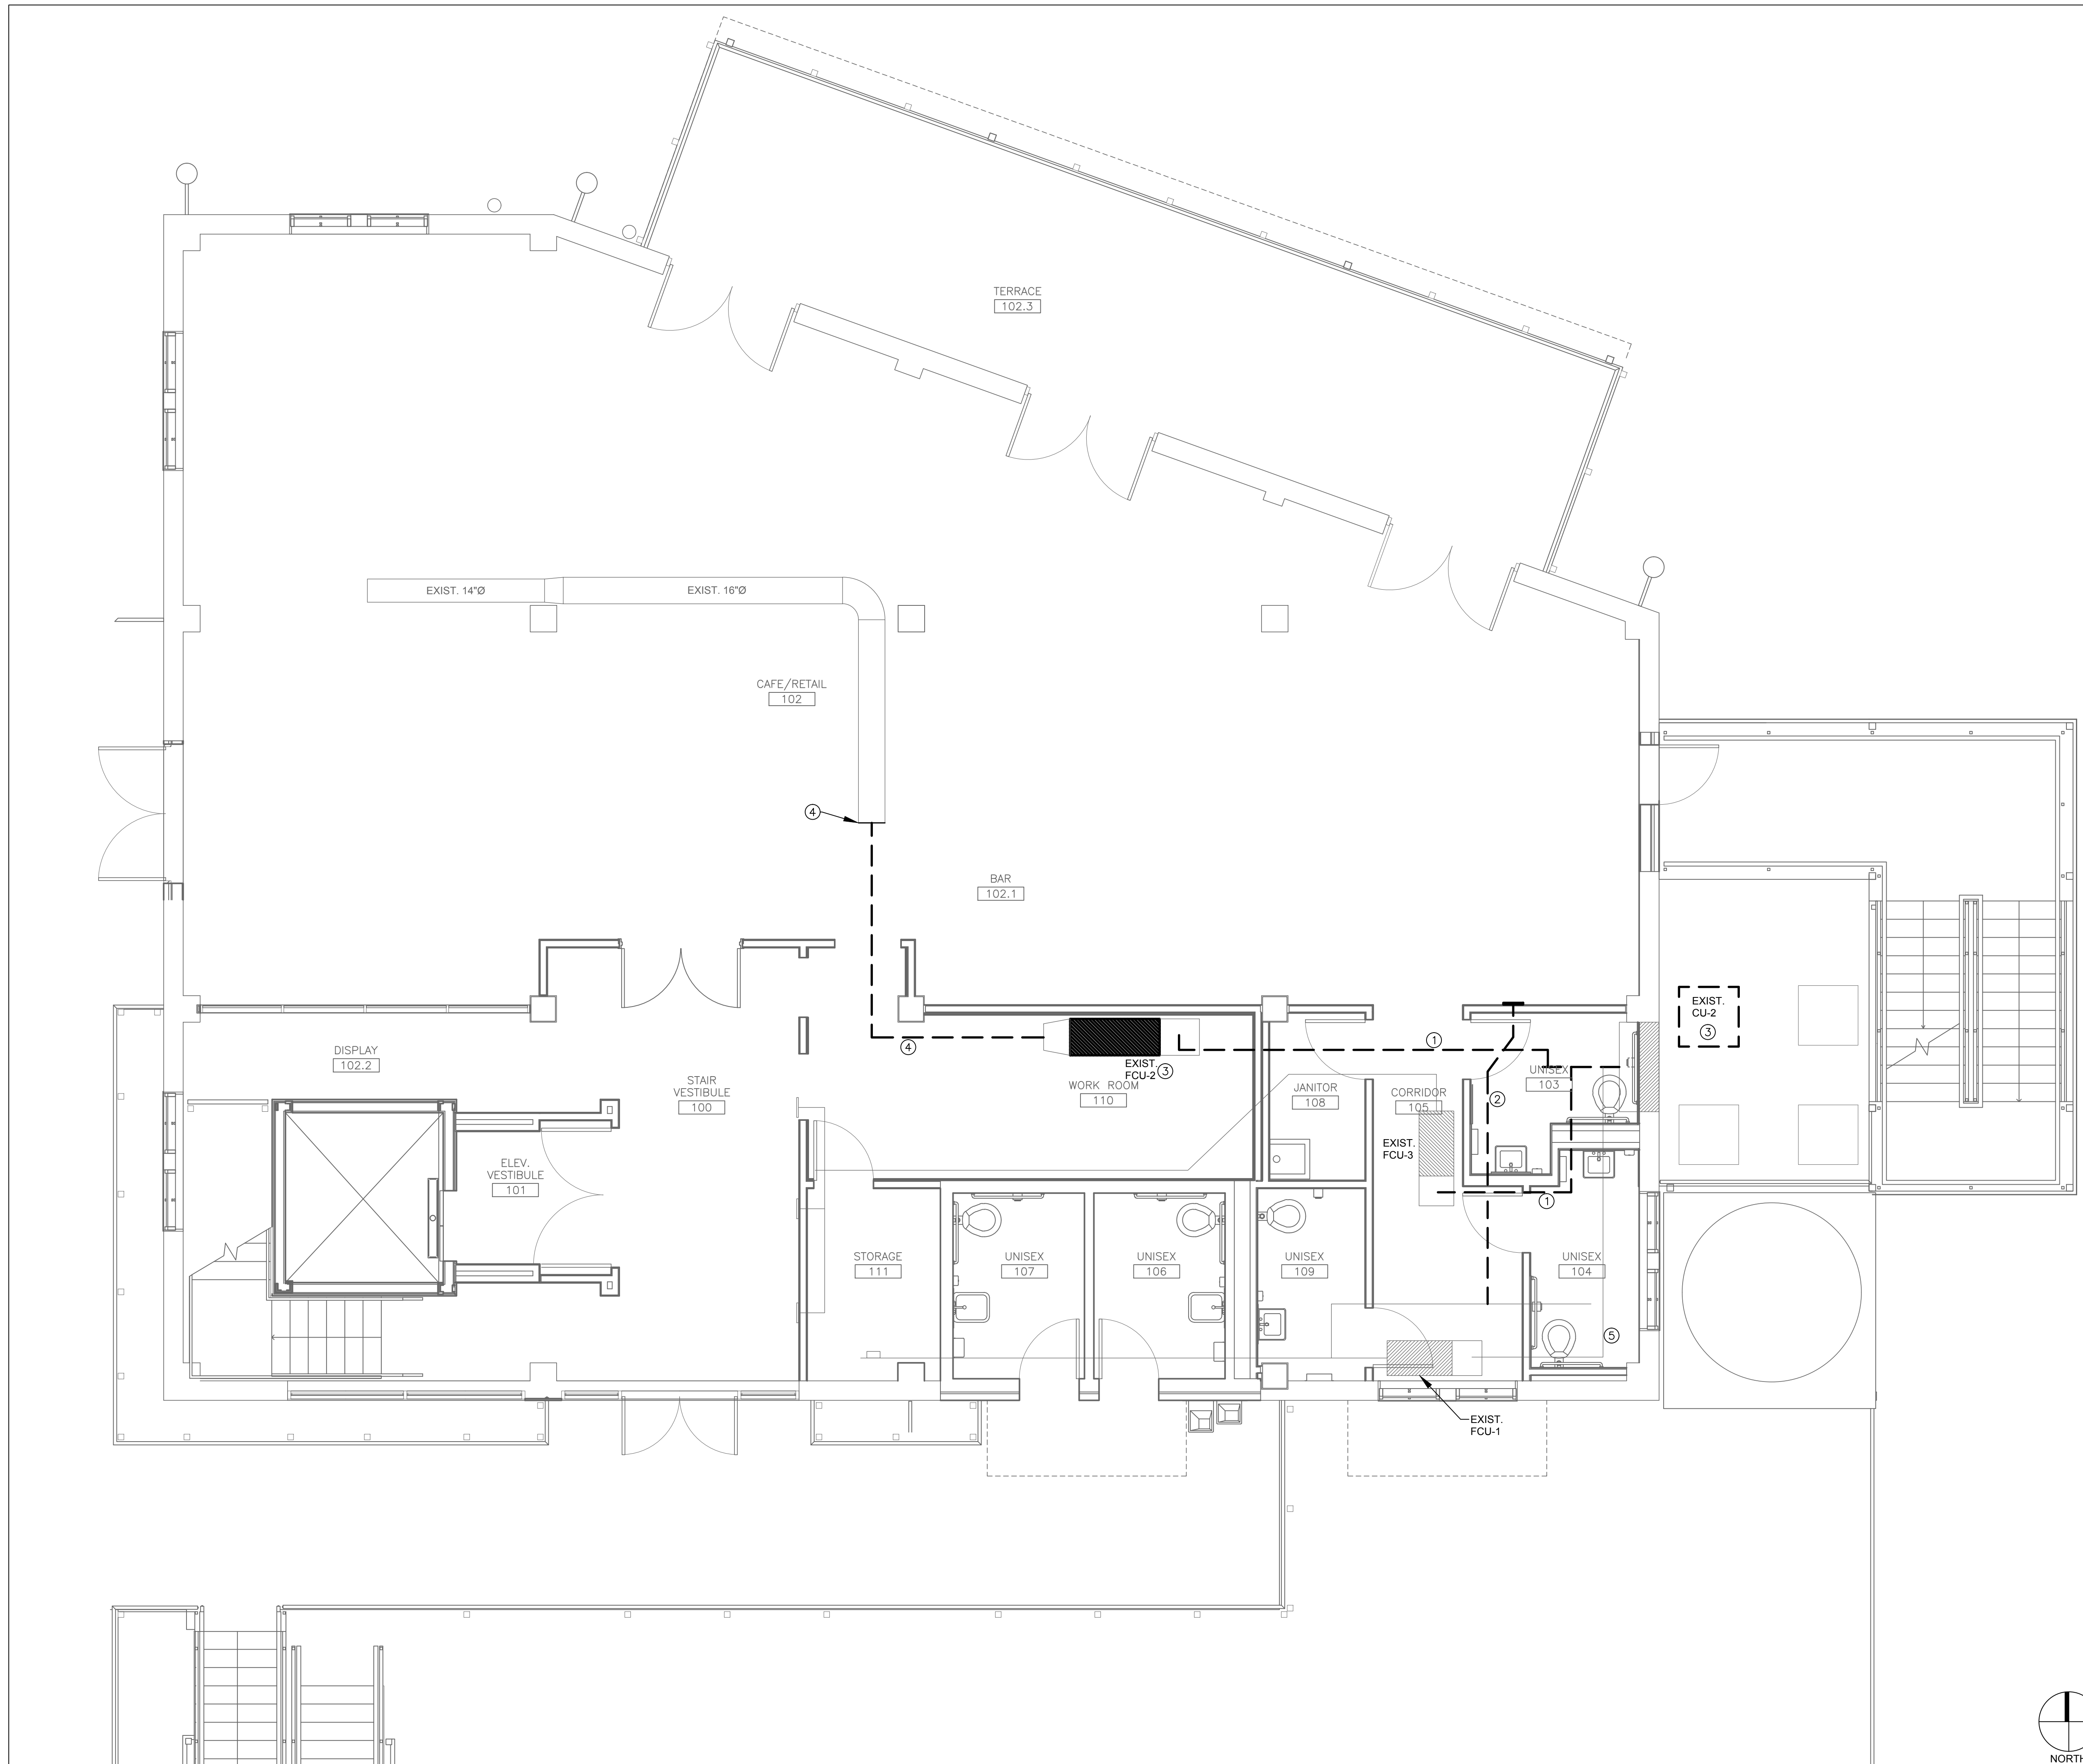 TERRACE
102.3
EXIST. 14"Ø
EXIST. 16"Ø
CAFE/RETAIL
102
4
BAR
102.1
EXIST.
CU-2
3
DISPLAY
102.2
STAIR
VESTIBULE
100
4
EXIST.
FCU-2
3
WORK ROOM
110
1
UNISEX
103
2
JANITOR
108
CORRIDOR
105
EXIST.
FCU-3
ELEV.
VESTIBULE
101
1
STORAGE
111
UNISEX
107
UNISEX
106
UNISEX
109
UNISEX
104
5
EXIST.
FCU-1
NORTH